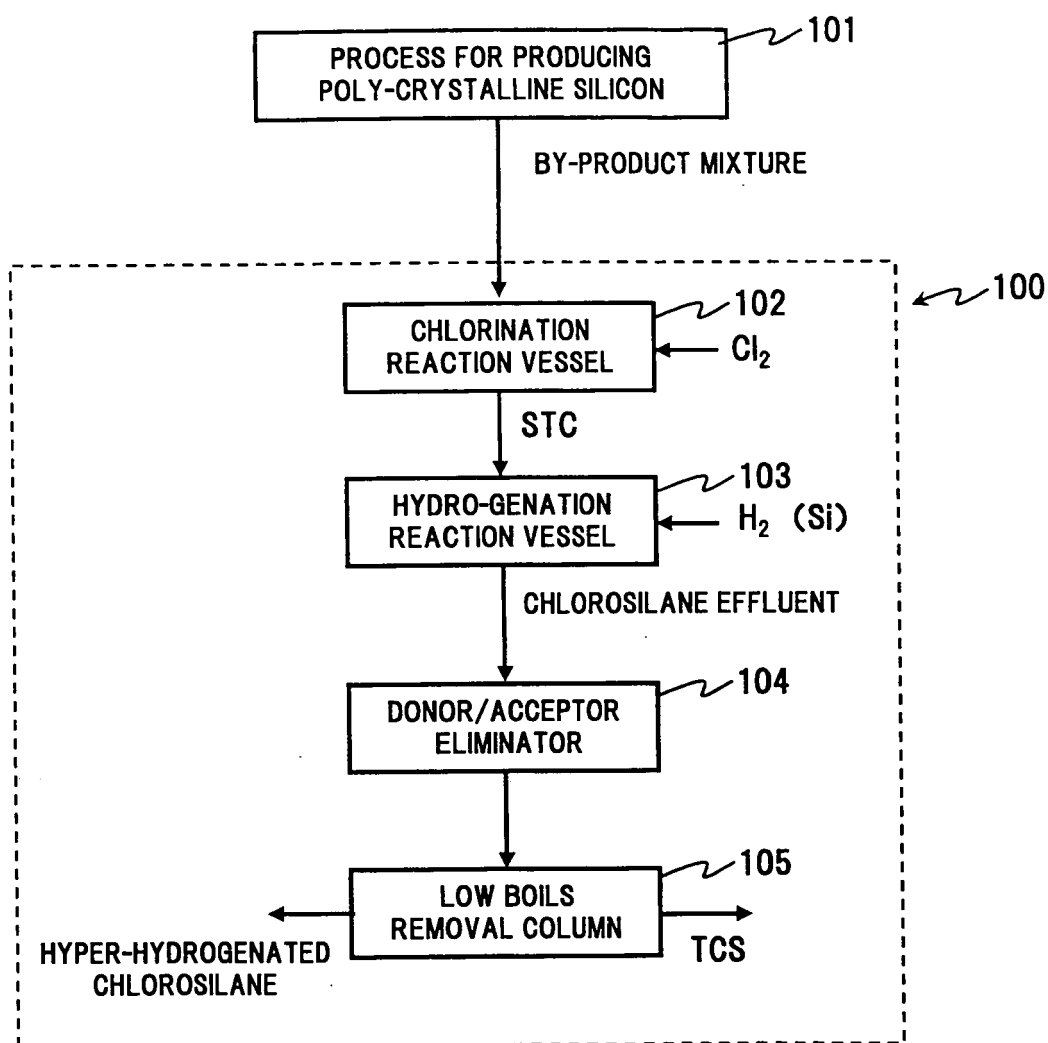 101
PROCESS FOR PRODUCING
POLY-CRYSTALLINE SILICON
BY-PRODUCT MIXTURE
100
102
CHLORINATION
REACTION VESSEL
Cl₂
STC
103
HYDRO-GENATION
REACTION VESSEL
H₂ (Si)
CHLOROSILANE EFFLUENT
104
DONOR/ACCEPTOR
ELIMINATOR
105
LOW BOILS
REMOVAL COLUMN
HYPER-HYDROGENATED
CHLOROSILANE
TCS